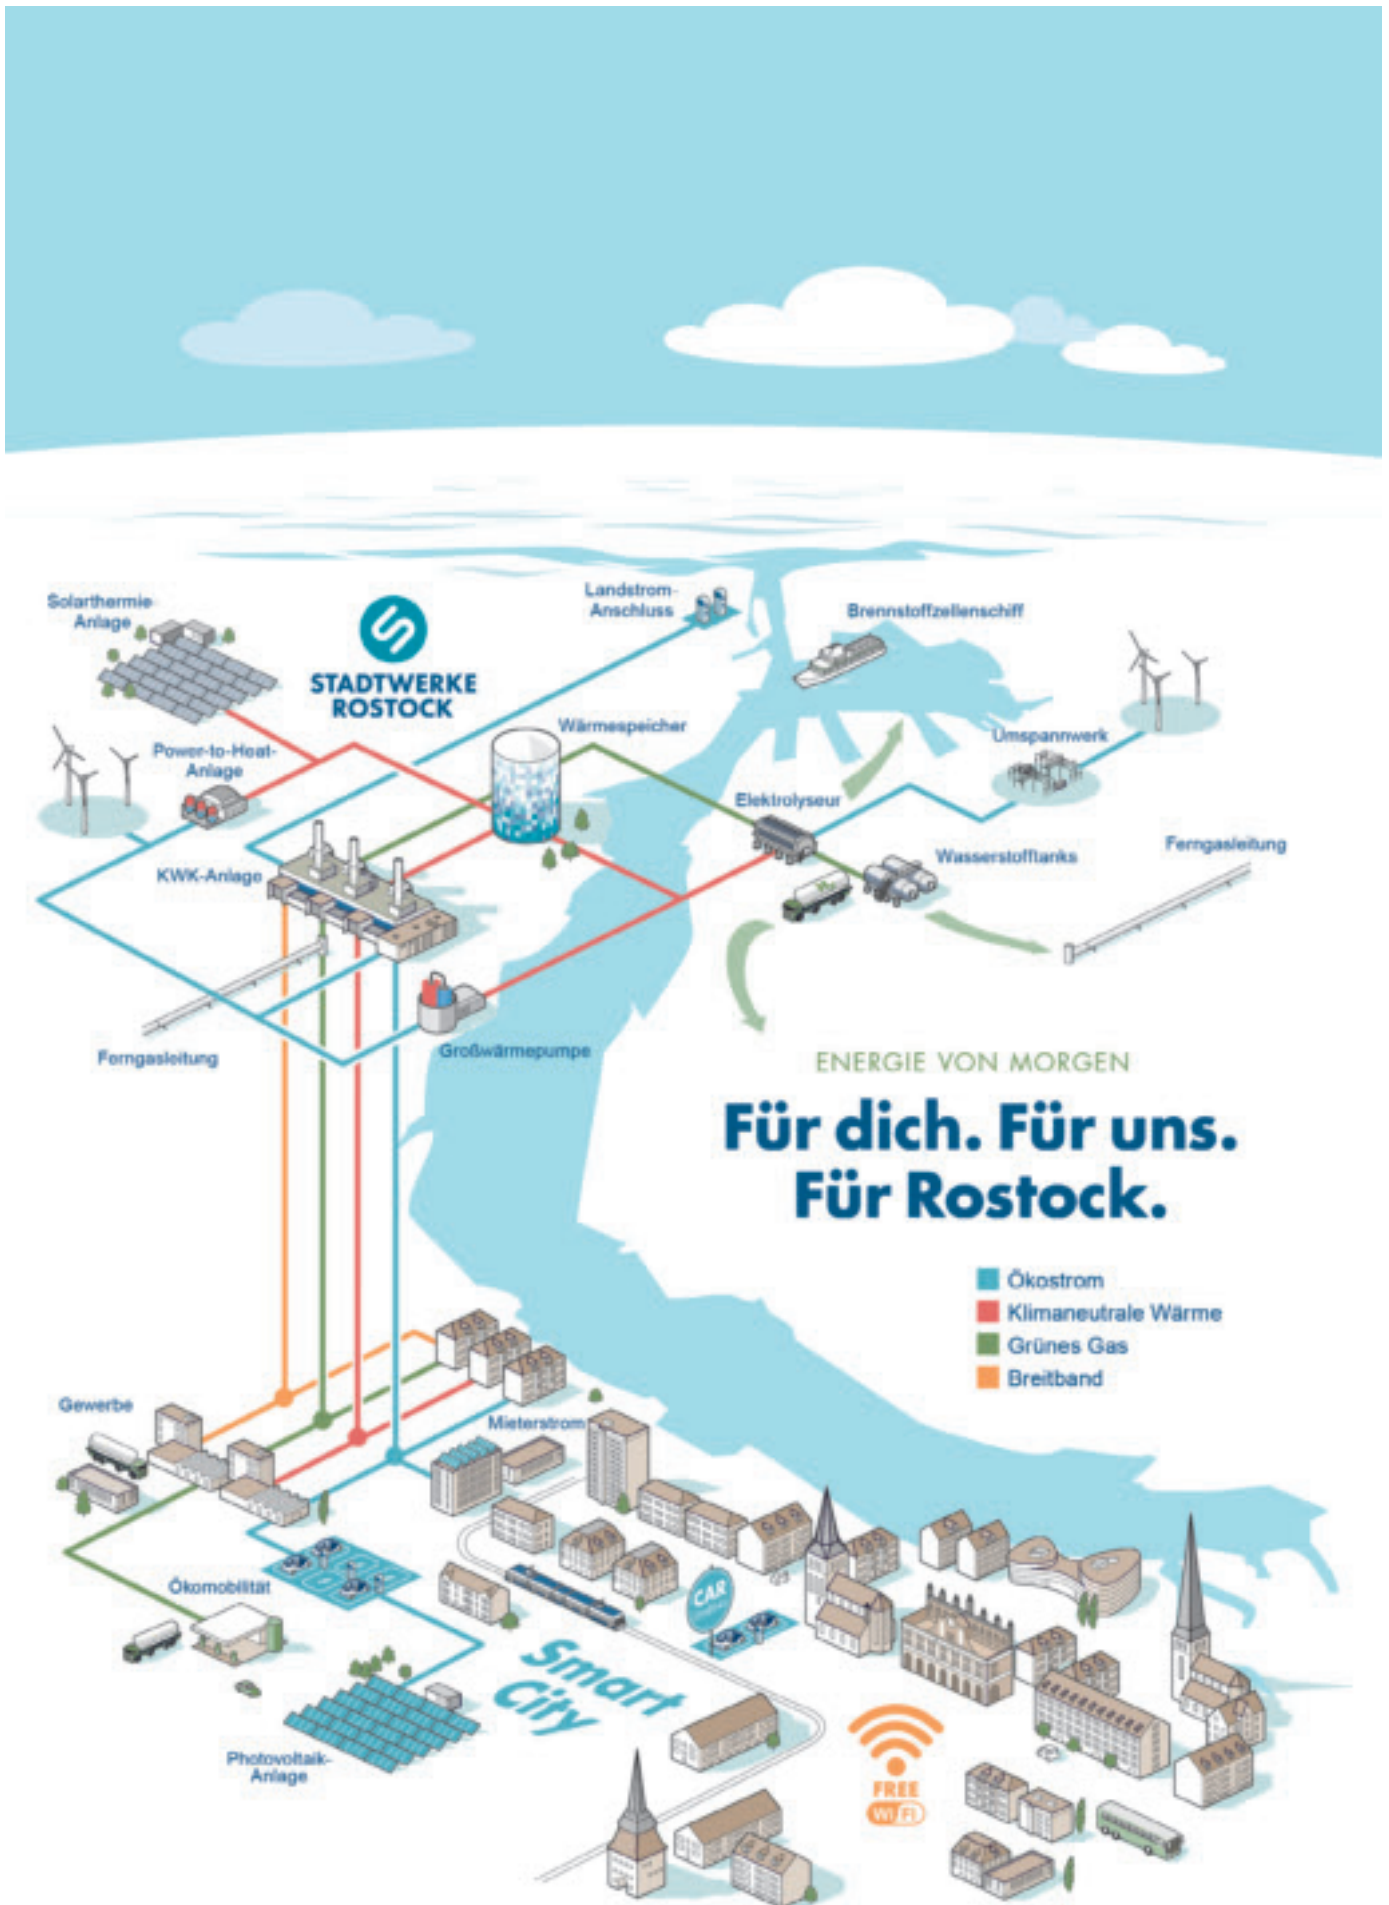 Solarthermie-
Anlage
STADTWERKE
ROSTOCK
Landstrom-
Anschluss
Brennstoffzellenschiff
Wärmespeicher
Umspannwerk
Power-to-Heat-
Anlage
Elektrolyseur
Ferngasleitung
Wasserstofftanks
KWK-Anlage
Ferngasleitung
Großwärmepumpe
ENERGIE VON MORGEN
Für dich. Für uns.
Für Rostock.
Ökostrom
Klimaneutrale Wärme
Grünes Gas
Breitband
Gewerbe
Mieterstrom
Ökomobilität
CAR
Smart
City
Photovoltaik-
Anlage
FREE
Wi Fi